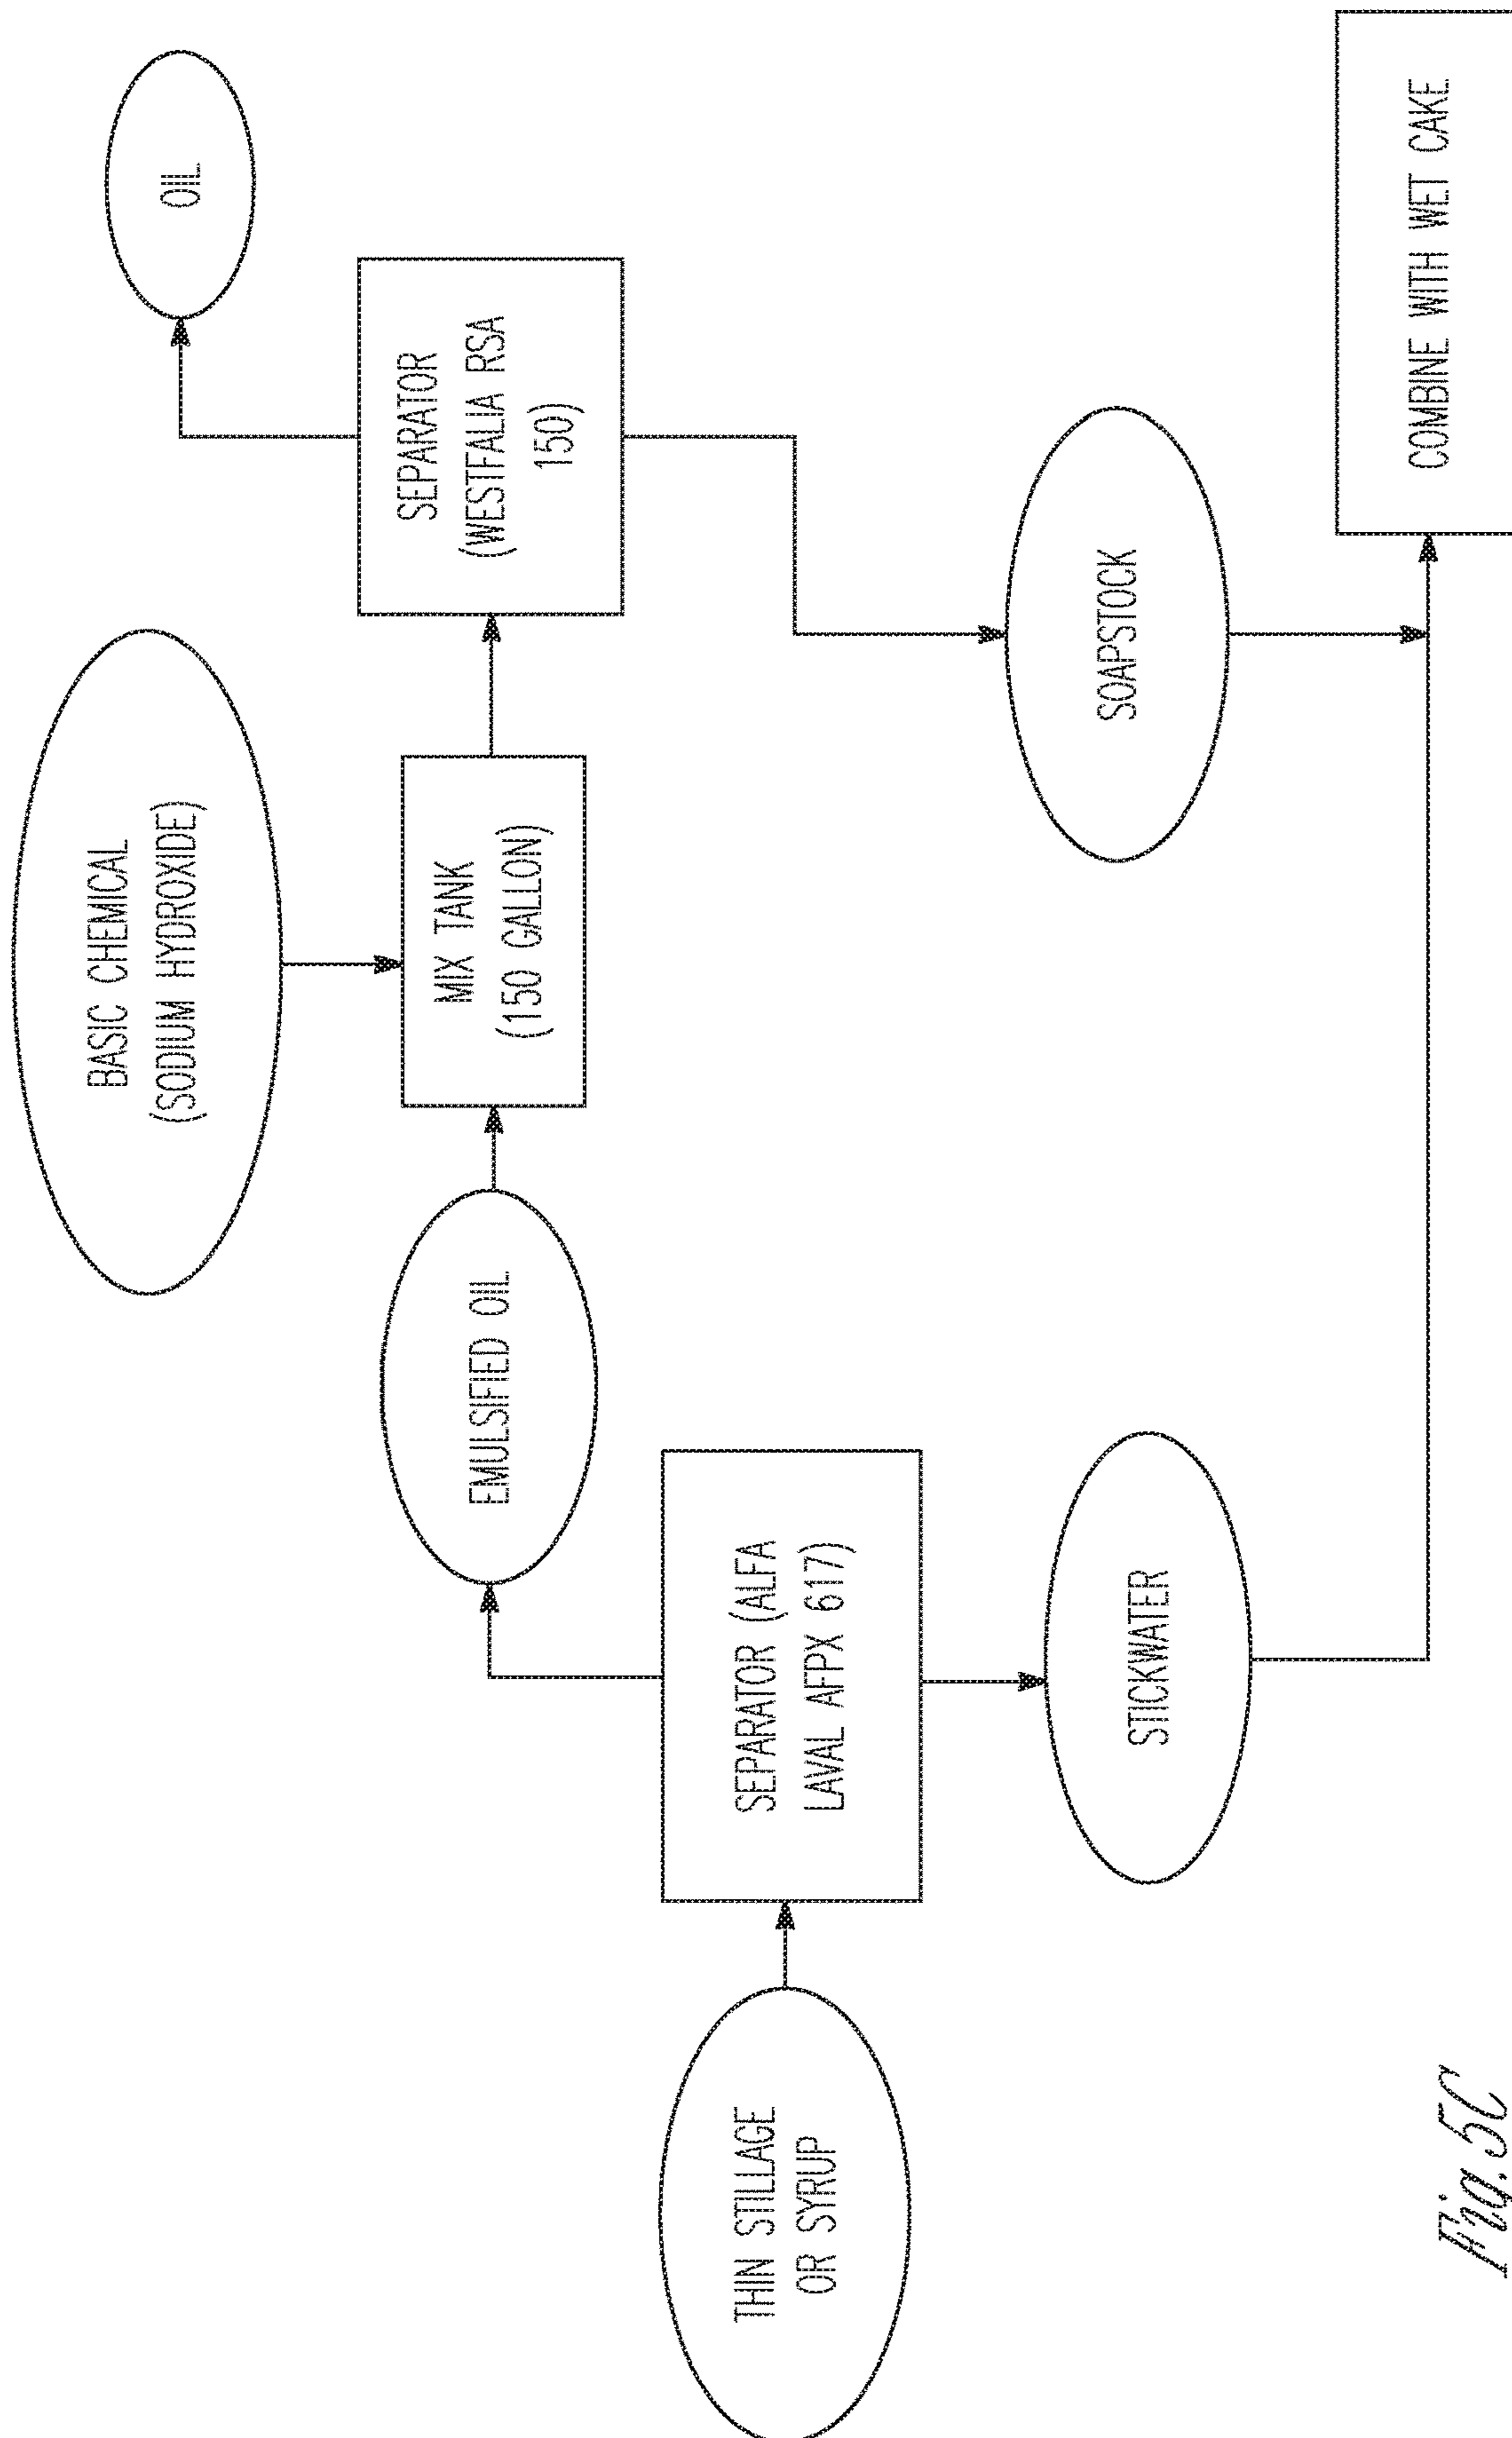 THIN STILLAGE
OR SYRUP
SEPARATOR (ALFA
LAVAL AFPX 617)
STICKWATER
EMULSIFIED OIL
BASIC CHEMICAL
(SODIUM HYDROXIDE)
MIX TANK
(150 GALLON)
SEPARATOR
(WESTFALIA RSA
150)
OIL
SOAPSTOCK
COMBINE WITH WET CAKE
Fig. 5C